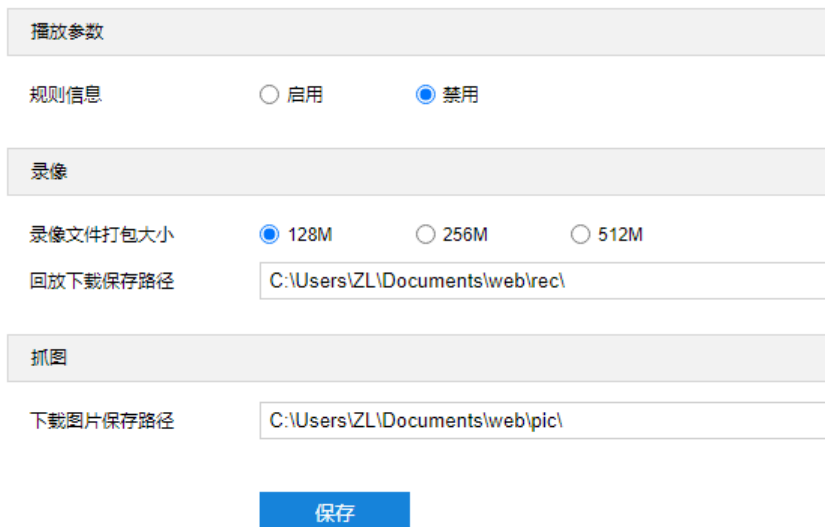 播放参数
规则信息 启用 禁用
录像
录像文件打包大小 128M 256M 512M
回放下载保存路径 C:\Users\ZL\Documents\web\rec\
抓图
下载图片保存路径 C:\Users\ZL\Documents\web\pic\
保存